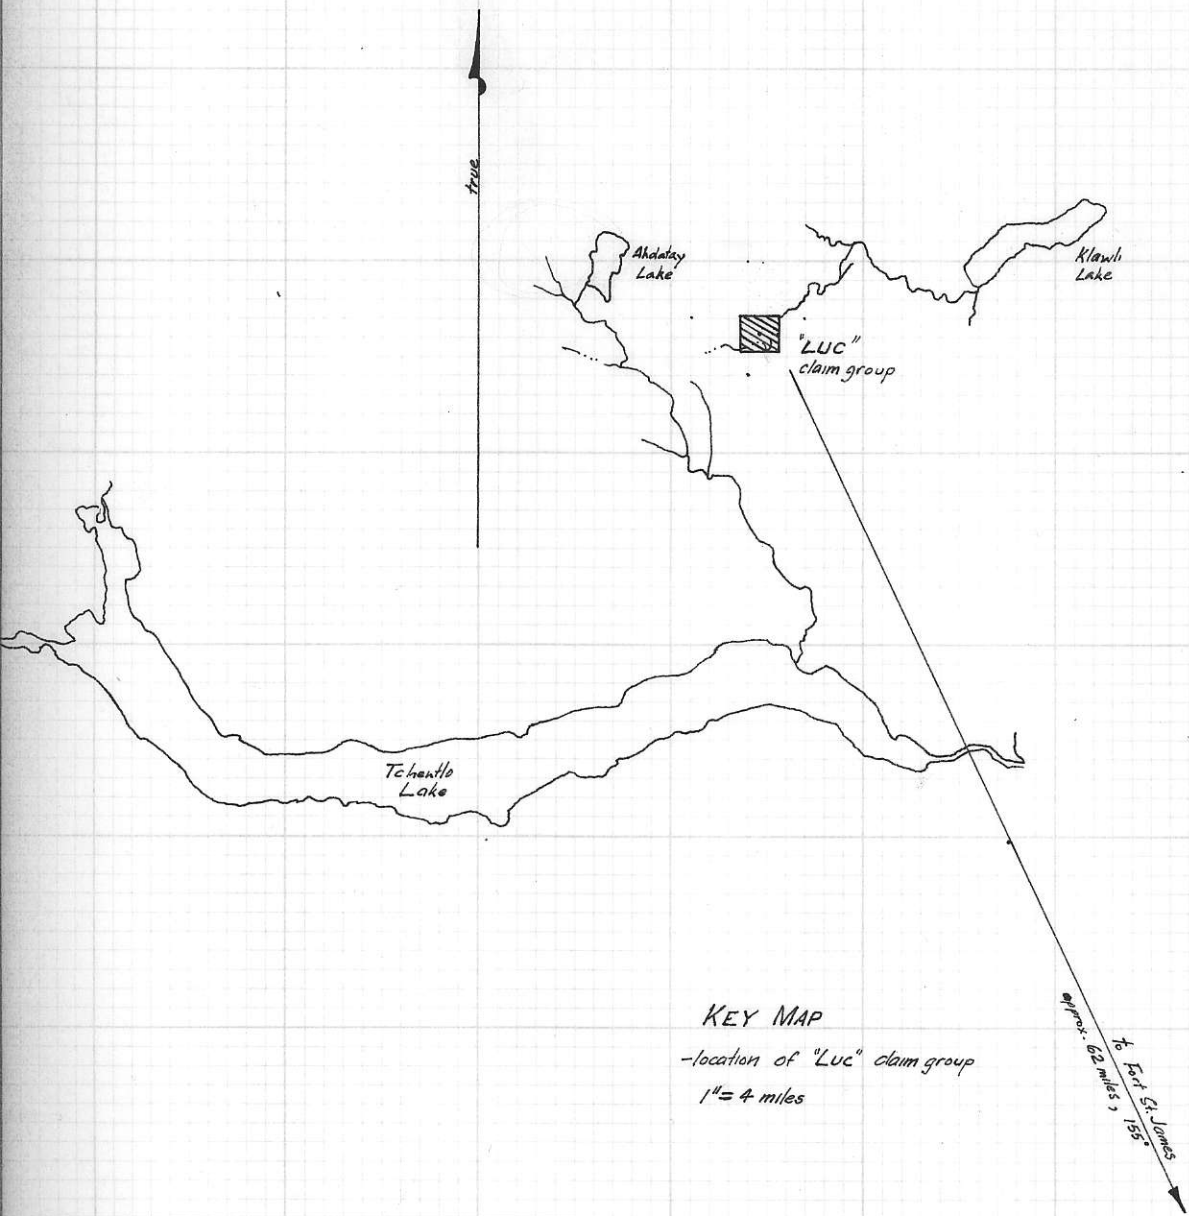 true
Ahdatay
Lake
Klawli
Lake
"LUC"
claim group
Tchentlo
Lake
KEY MAP
-location of "LUC" claim group
1"= 4 miles
to Fort St. James
approx. 62 miles, 155°